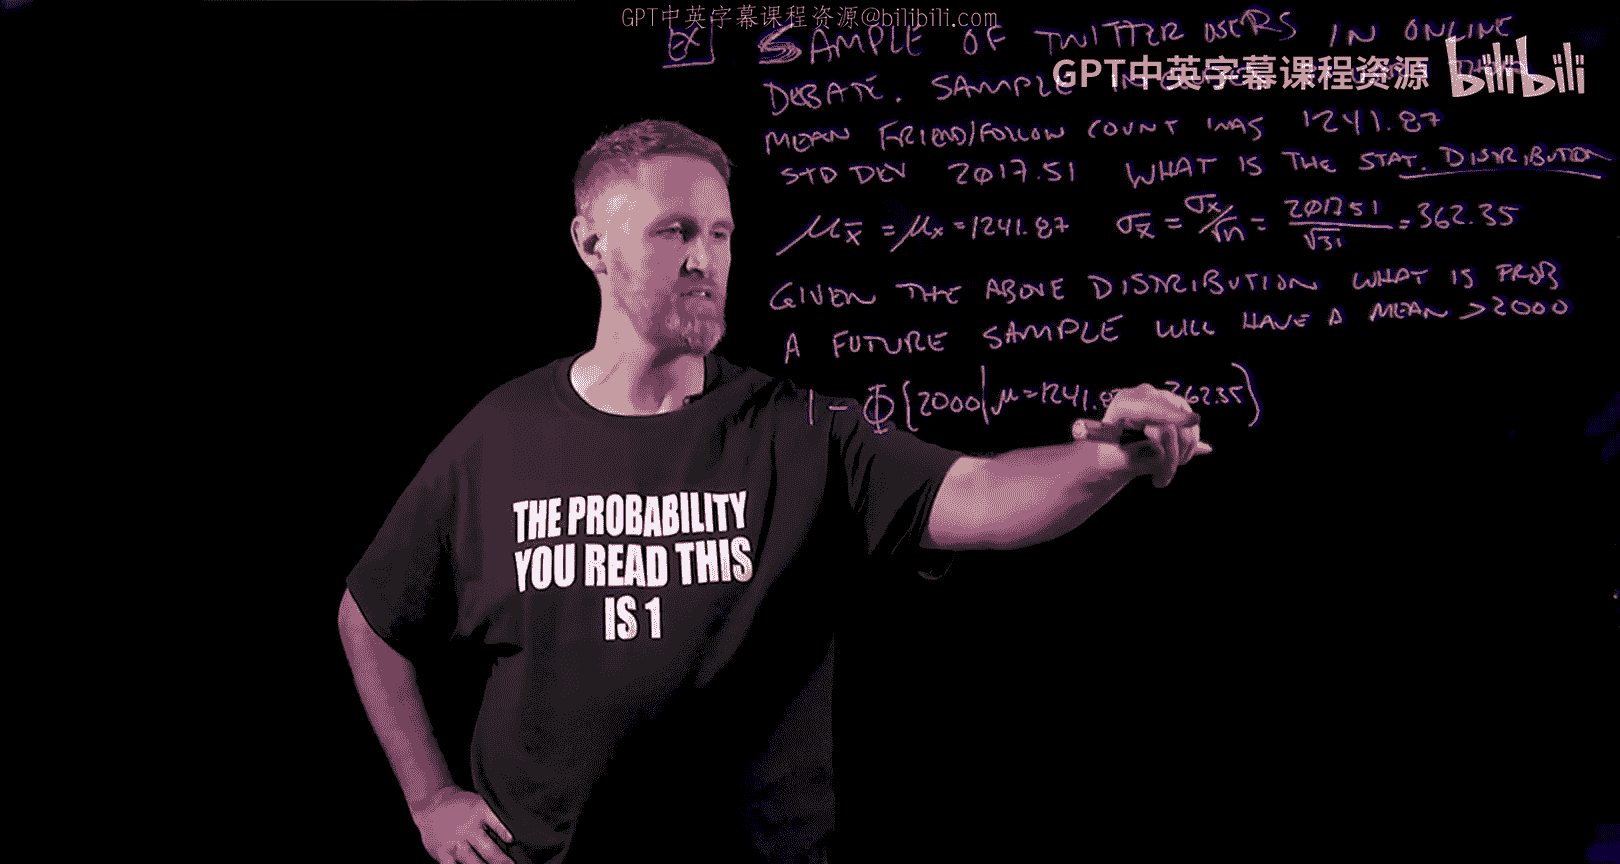 GPT中英字幕课程资源@bilibili.com
EX SAMPLE OF TWITTER USERS IN ONLINE
GPT中英字幕课程资源 bilibili
DEBATE. SAMPLE
MEAN FRIEND/FOLLOW COUNT WAS 1241.87
STD DEV 2017.51 WHAT IS THE STAT. DISTRIBUTION
μx̄ = μx = 1241.87 σx̄ = σx/√n = 201751/√31 = 362.35
GIVEN THE ABOVE DISTRIBUTION WHAT IS PROB
A FUTURE SAMPLE WILL HAVE A MEAN >2000
1 - Φ(2000|μ=1241.8 362.35)
THE PROBABILITY
YOU READ THIS
IS 1